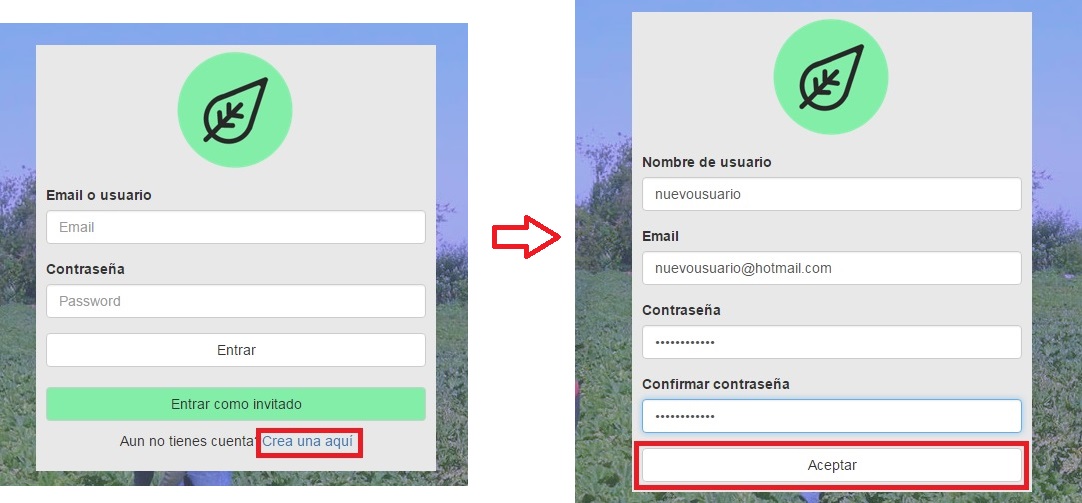 Email o usuario
Email
Contraseña
Password
Entrar
Entrar como invitado
Aun no tienes cuenta? Crea una aquí
Nombre de usuario
nuevousuario
Email
nuevousuario@hotmail.com
Contraseña
••••••••••••
Confirmar contraseña
••••••••••••
Aceptar